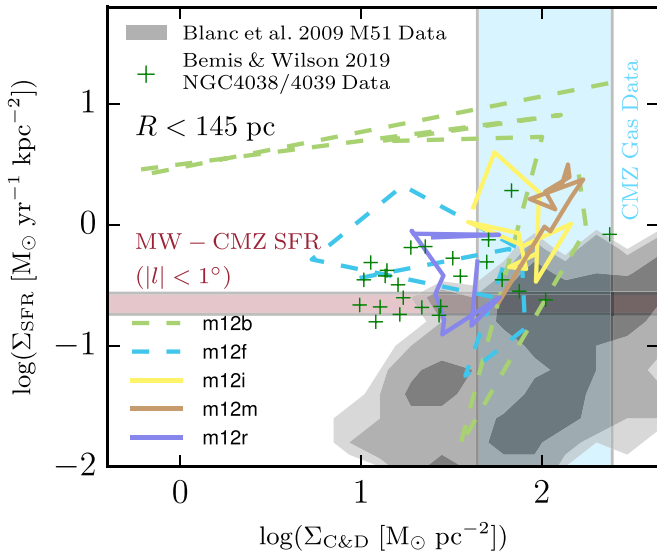 Blanc et al. 2009 M51 Data
Bemis & Wilson 2019
NGC4038/4039 Data
R < 145 pc
CMZ Gas Data
MW − CMZ SFR
(|l| < 1°)
m12b
m12f
m12i
m12m
m12r
1
0
−1
−2
0
1
2
log(Σ_SFR [M⊙ yr⁻¹ kpc⁻²])
log(Σ_C&D [M⊙ pc⁻²])